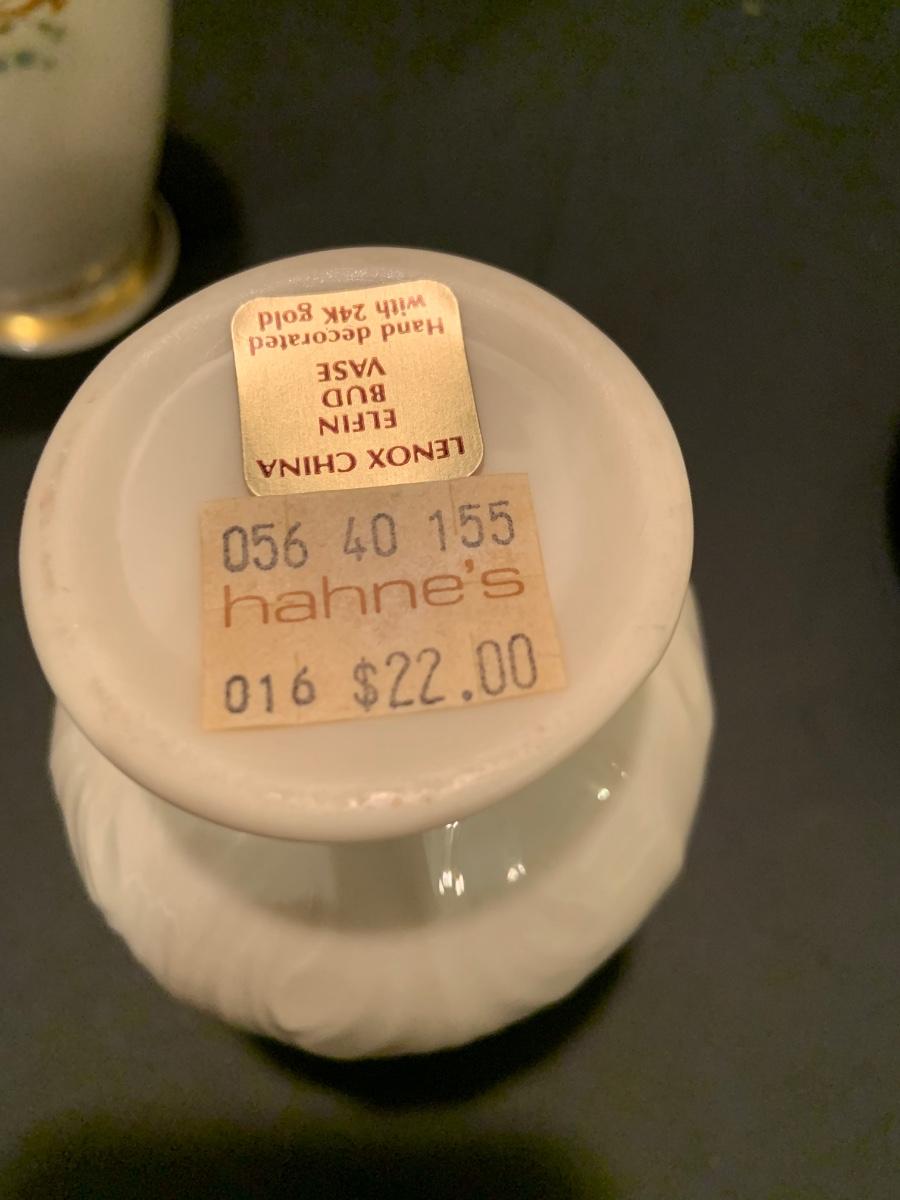 LENOX CHINA
ELFIN
BUD
VASE
Hand decorated
with 24K gold
056 40 155
hahne's
016 $22.00